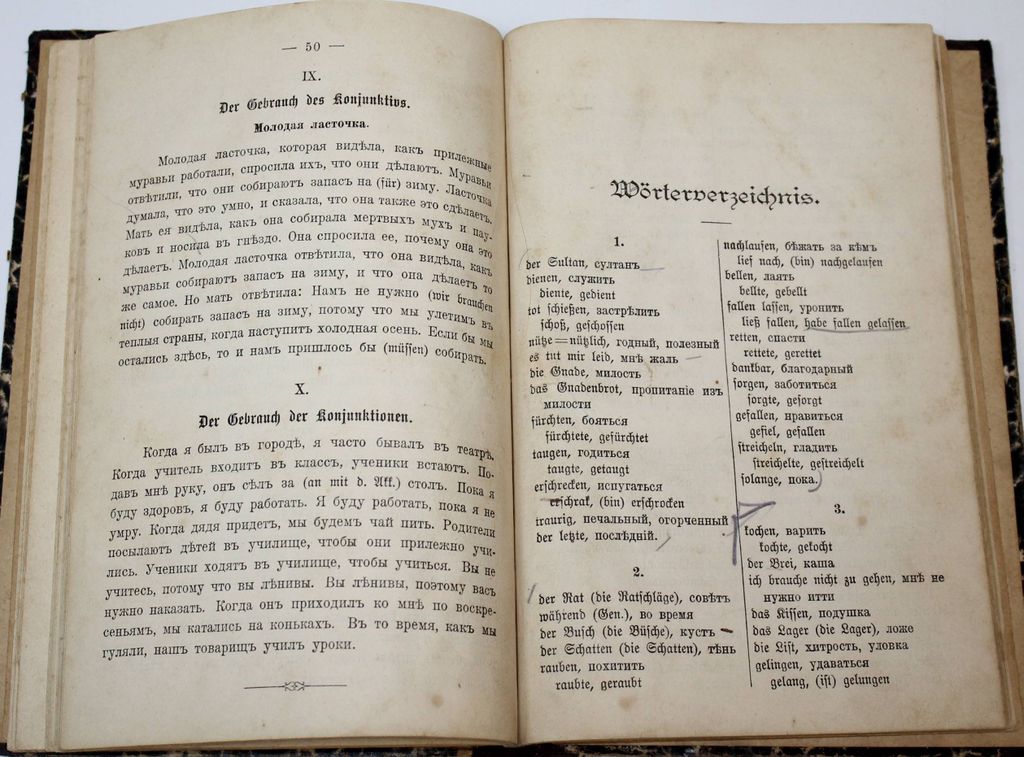 — 50 —
IX.
Der Gebrauch des Konjunktivs.
Молодая ласточка.
Молодая ласточка, которая видѣла, какъ прилежные
муравьи работали, спросила ихъ, что они дѣлаютъ. Муравьи
отвѣтили, что они собираютъ запасъ на (für) зиму. Ласточка
думала, что это умно, и сказала, что она также это сдѣлаетъ.
Мать ея видѣла, какъ она собирала мертвыхъ мухъ и пау-
ковъ и носила въ гнѣздо. Она спросила ее, почему она это
дѣлаетъ. Молодая ласточка отвѣтила, что она видѣла, какъ
муравьи собираютъ запасъ на зиму, и что она дѣлаетъ то
же самое. Но мать отвѣтила: Намъ не нужно (wir brauchen
nicht) собирать запасъ на зиму, потому что мы улетимъ въ
теплыя страны, когда наступитъ холодная осень. Если бы мы
остались здѣсь, то и намъ пришлось бы (müssen) собирать.
X.
Der Gebrauch der Konjunktionen.
Когда я былъ въ городѣ, я часто бывалъ въ театрѣ.
Когда учитель входитъ въ классъ, ученики встаютъ. По-
давъ мнѣ руку, онъ сѣлъ за (an mit d. Akk.) столъ. Пока я
буду здоровъ, я буду работать. Я буду работать, пока я не
умру. Когда дядя придетъ, мы будемъ чай пить. Родители
посылаютъ дѣтей въ училище, чтобы они прилежно учи-
лись. Ученики ходятъ въ училище, чтобы учиться. Вы не
учитесь, потому что вы лѣнивы. Вы лѣнивы, поэтому васъ
нужно наказать. Когда онъ приходилъ ко мнѣ по воскре-
сеньямъ, мы катались на конькахъ. Въ то время, какъ мы
гуляли, нашъ товарищъ училъ уроки.
Wörterverzeichnis.
1.
der Sultan, султанъ
dienen, служить
diente, gedient
tot schießen, застрѣлить
schoß, geschossen
nütze = nützlich, годный, полезный
es tut mir leid, мнѣ жаль
die Gnade, милость
das Gnadenbrot, пропитаніе изъ
милости
fürchten, бояться
fürchtete, gefürchtet
taugen, годиться
taugte, getaugt
erschrecken, испугаться
erschrak, (bin) erschrocken
traurig, печальный, огорченный
der letzte, послѣдній.
2.
der Rat (die Ratschläge), совѣтъ
während (Gen.), во время
der Busch (die Büsche), кустъ
der Schatten (die Schatten), тѣнь
rauben, похитить
raubte, geraubt
nachlaufen, бѣжать за кѣмъ
lief nach, (bin) nachgelaufen
bellen, лаять
bellte, gebellt
fallen lassen, уронить
ließ fallen, habe fallen gelassen
retten, спасти
rettete, gerettet
dankbar, благодарный
sorgen, заботиться
sorgte, gesorgt
gefallen, нравиться
gefiel, gefallen
streicheln, гладить
streichelte, gestreichelt
solange, пока.
3.
kochen, варить
kochte, gekocht
der Brei, каша
ich brauche nicht zu gehen, мнѣ не
нужно итти
das Kissen, подушка
das Lager (die Lager), ложе
die List, хитрость, уловка
gelingen, удаваться
gelang, (ist) gelungen